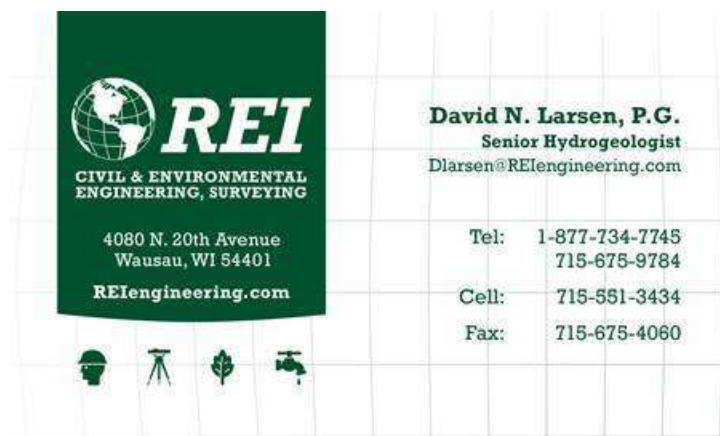 REI
CIVIL & ENVIRONMENTAL
ENGINEERING, SURVEYING
4080 N. 20th Avenue
Wausau, WI 54401
REIengineering.com
David N. Larsen, P.G.
Senior Hydrogeologist
Dlarsen@REIengineering.com
Tel: 1-877-734-7745
715-675-9784
Cell: 715-551-3434
Fax: 715-675-4060